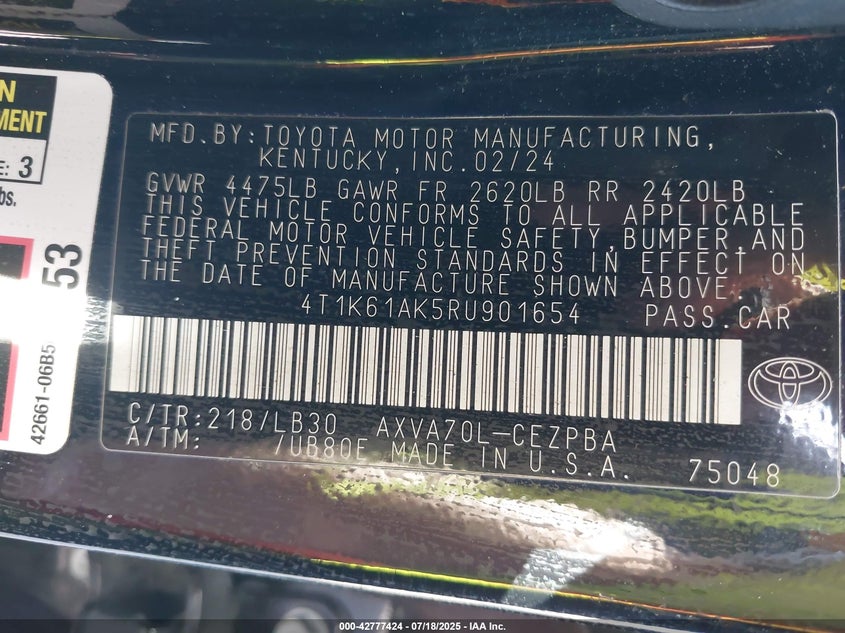 N
MENT
E: 3
bs.
53
42661-06B5
MFD.BY:TOYOTA MOTOR MANUFACTURING,
KENTUCKY,INC.02/24
GVWR 4475LB GAWR FR 2620LB RR 2420LB
THIS VEHICLE CONFORMS TO ALL APPLICABLE
FEDERAL MOTOR VEHICLE SAFETY,BUMPER,AND
THEFT PREVENTION STANDARDS IN EFFECT ON
THE DATE OF MANUFACTURE SHOWN ABOVE.
4T1K61AK5RU901654 PASS.CAR
C/TR:218/LB30 AXVA70L-CEZPBA
A/TM: /UB80E MADE IN U.S.A. 75048
000-42777424 - 07/18/2025 - IAA Inc.